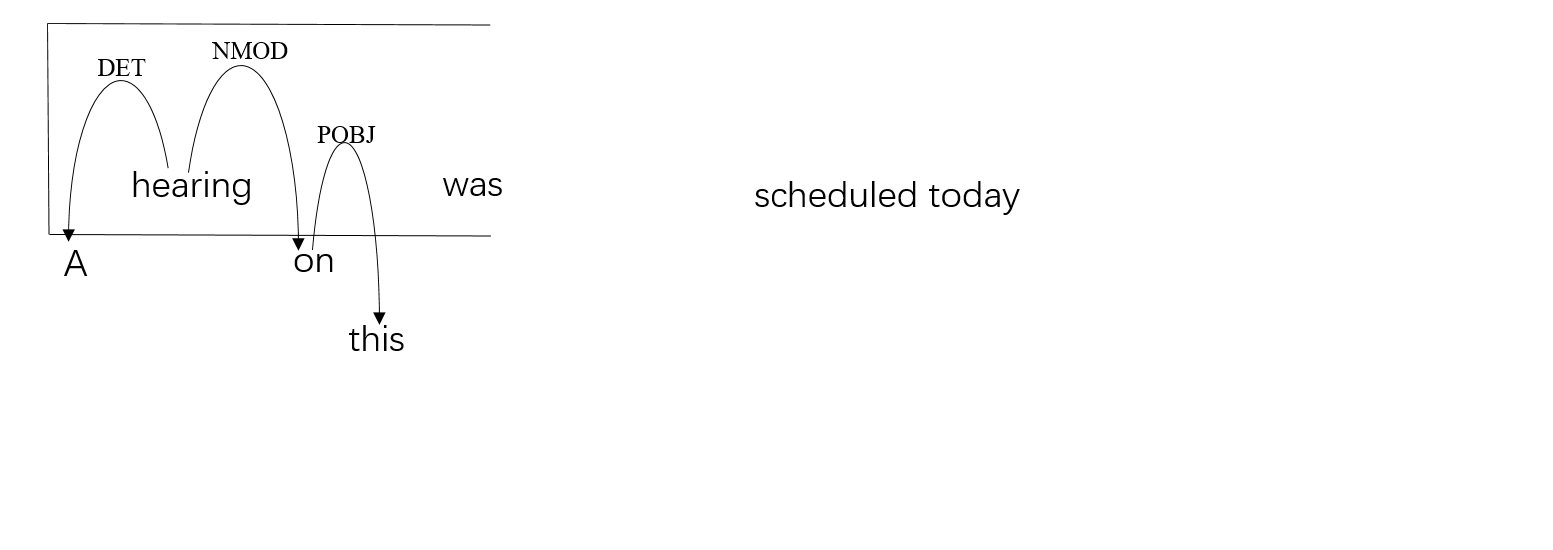 NMOD
DET
POBJ
hearing was scheduled today
A on
this